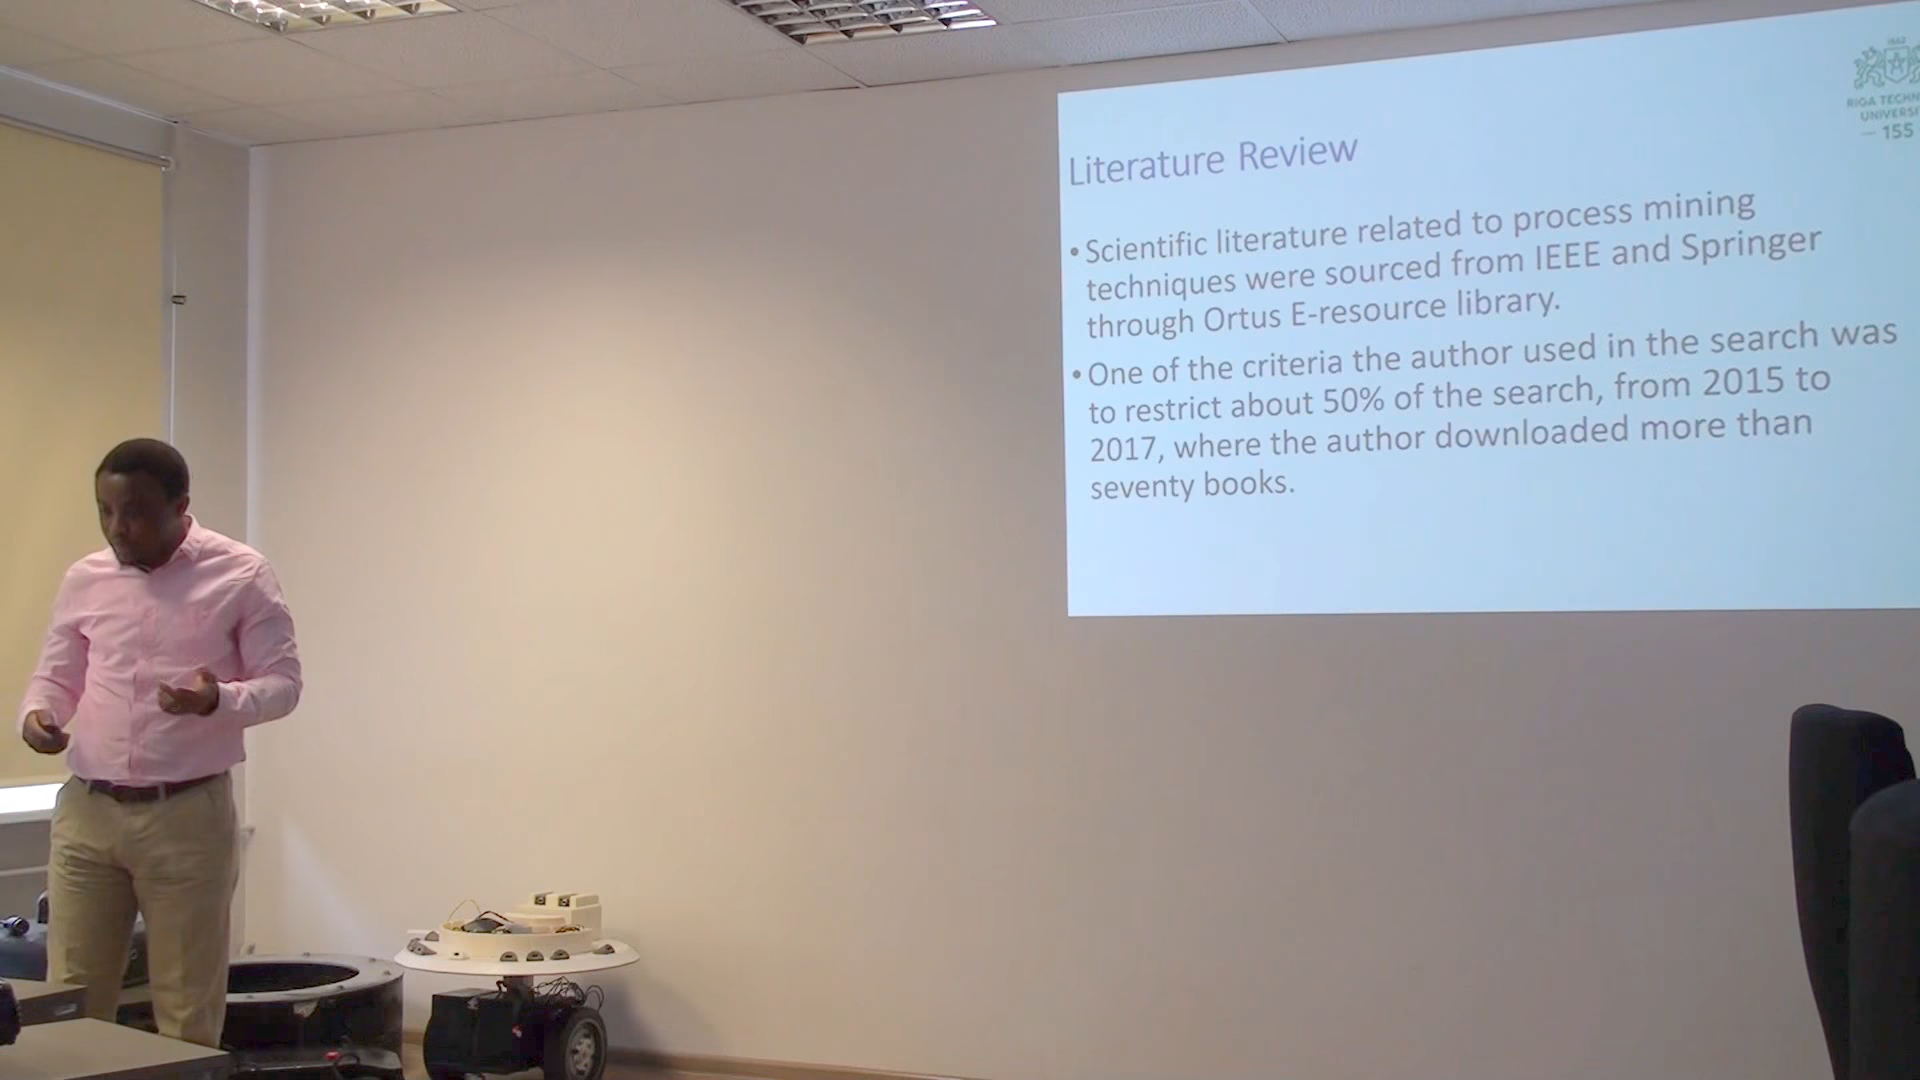 1862
RIGA TECHN
UNIVERSI
155
Literature Review
• Scientific literature related to process mining
techniques were sourced from IEEE and Springer
through Ortus E-resource library.
• One of the criteria the author used in the search was
to restrict about 50% of the search, from 2015 to
2017, where the author downloaded more than
seventy books.